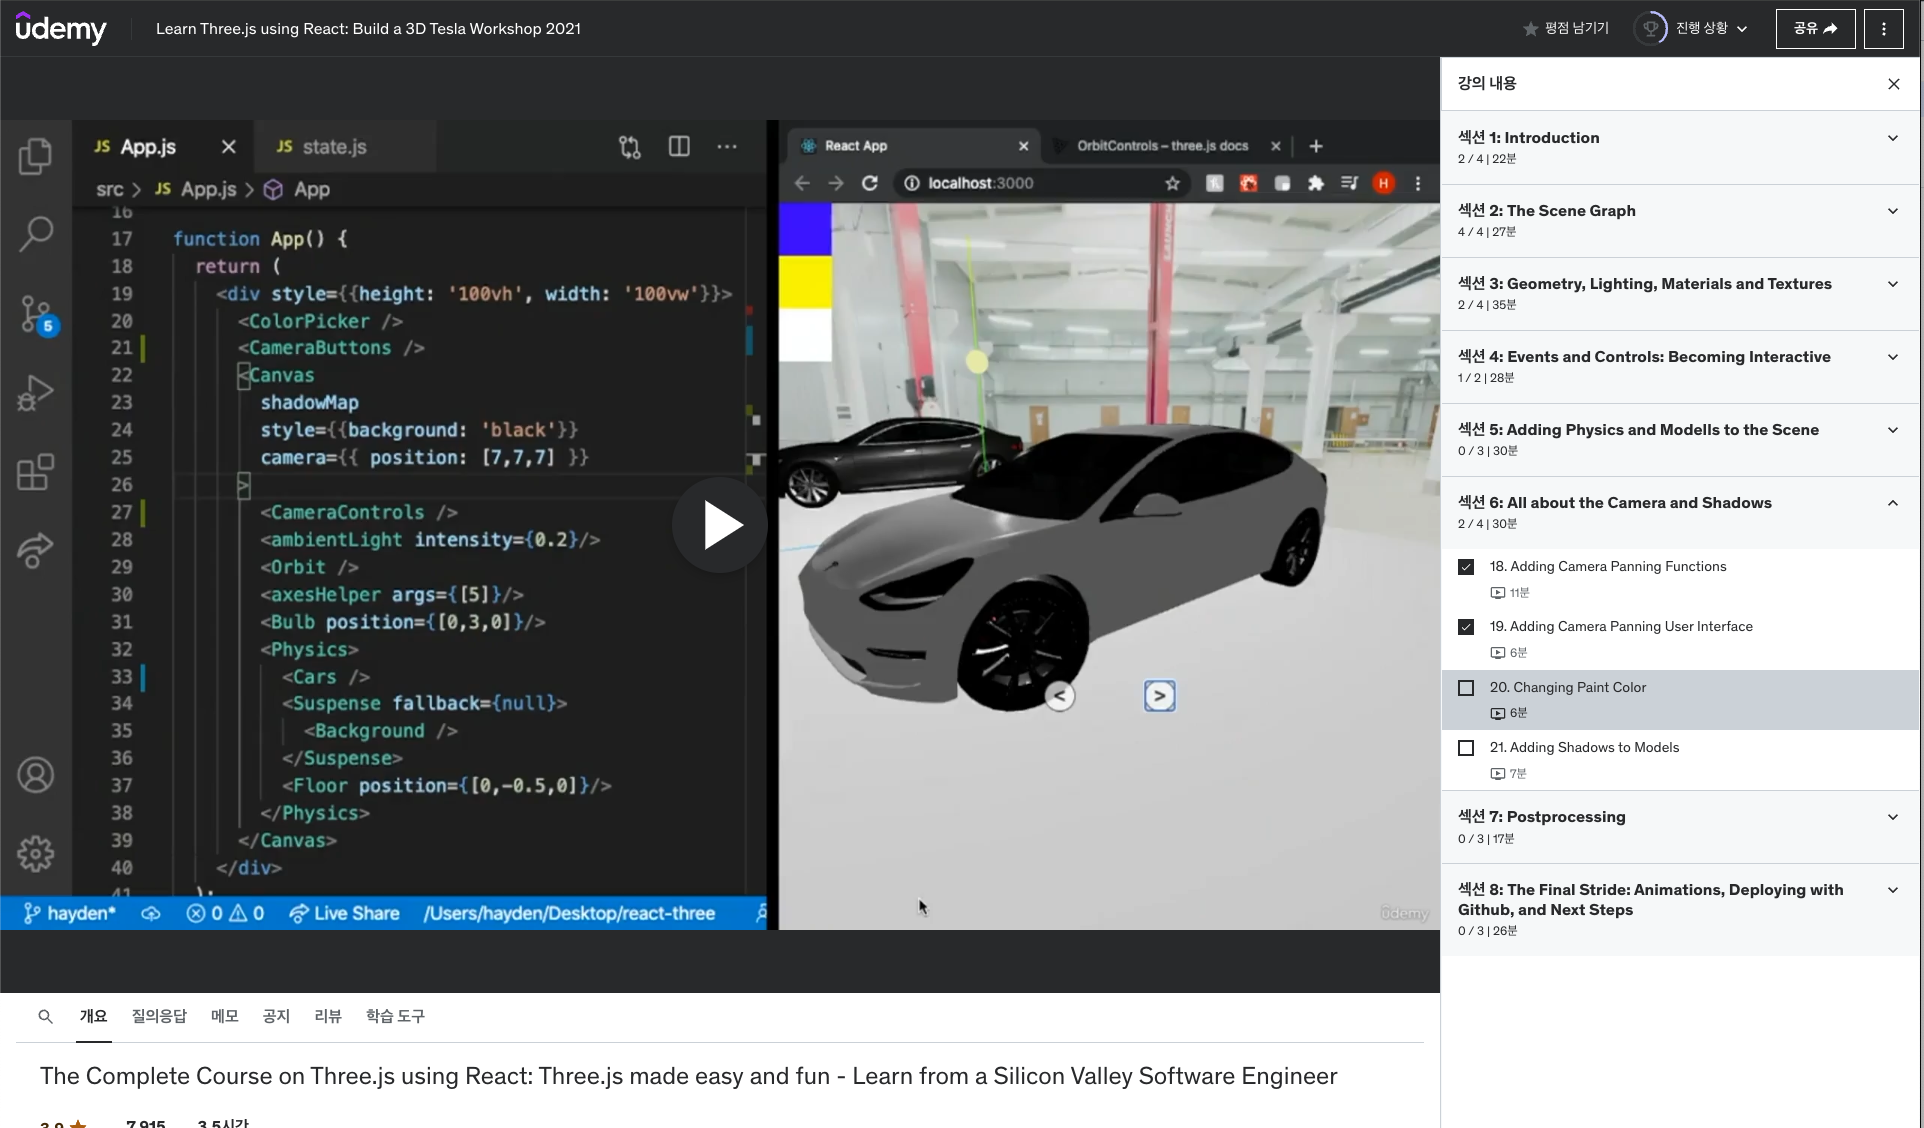 udemy
Learn Three.js using React: Build a 3D Tesla Workshop 2021
평점 남기기
진행 상황
공유
JS App.js
JS state.js
src > JS App.js > App
16
17 function App() {
18 return (
19 <div style={{height: '100vh', width: '100vw'}}>
20 <ColorPicker />
21 <CameraButtons />
22 <Canvas
23 shadowMap
24 style={{background: 'black'}}
25 camera={{ position: [7,7,7] }}
26 >
27 <CameraControls />
28 <ambientLight intensity={0.2}/>
29 <Orbit />
30 <axesHelper args={[5]}/>
31 <Bulb position={[0,3,0]}/>
32 <Physics>
33 <Cars />
34 <Suspense fallback={null}>
35 <Background />
36 </Suspense>
37 <Floor position={[0,-0.5,0]}/>
38 </Physics>
39 </Canvas>
40 </div>
41 );
5
hayden* 0 0 Live Share /Users/hayden/Desktop/react-three
React App
OrbitControls – three.js docs
localhost:3000
H
LAUNCH
<
>
udemy
강의 내용
섹션 1: Introduction
2 / 4 | 22분
섹션 2: The Scene Graph
4 / 4 | 27분
섹션 3: Geometry, Lighting, Materials and Textures
2 / 4 | 35분
섹션 4: Events and Controls: Becoming Interactive
1 / 2 | 28분
섹션 5: Adding Physics and Modells to the Scene
0 / 3 | 30분
섹션 6: All about the Camera and Shadows
2 / 4 | 30분
18. Adding Camera Panning Functions
11분
19. Adding Camera Panning User Interface
6분
20. Changing Paint Color
6분
21. Adding Shadows to Models
7분
섹션 7: Postprocessing
0 / 3 | 17분
섹션 8: The Final Stride: Animations, Deploying with
Github, and Next Steps
0 / 3 | 26분
개요
질의응답
메모
공지
리뷰
학습 도구
The Complete Course on Three.js using React: Three.js made easy and fun - Learn from a Silicon Valley Software Engineer
3.9
7,915
3.5시간